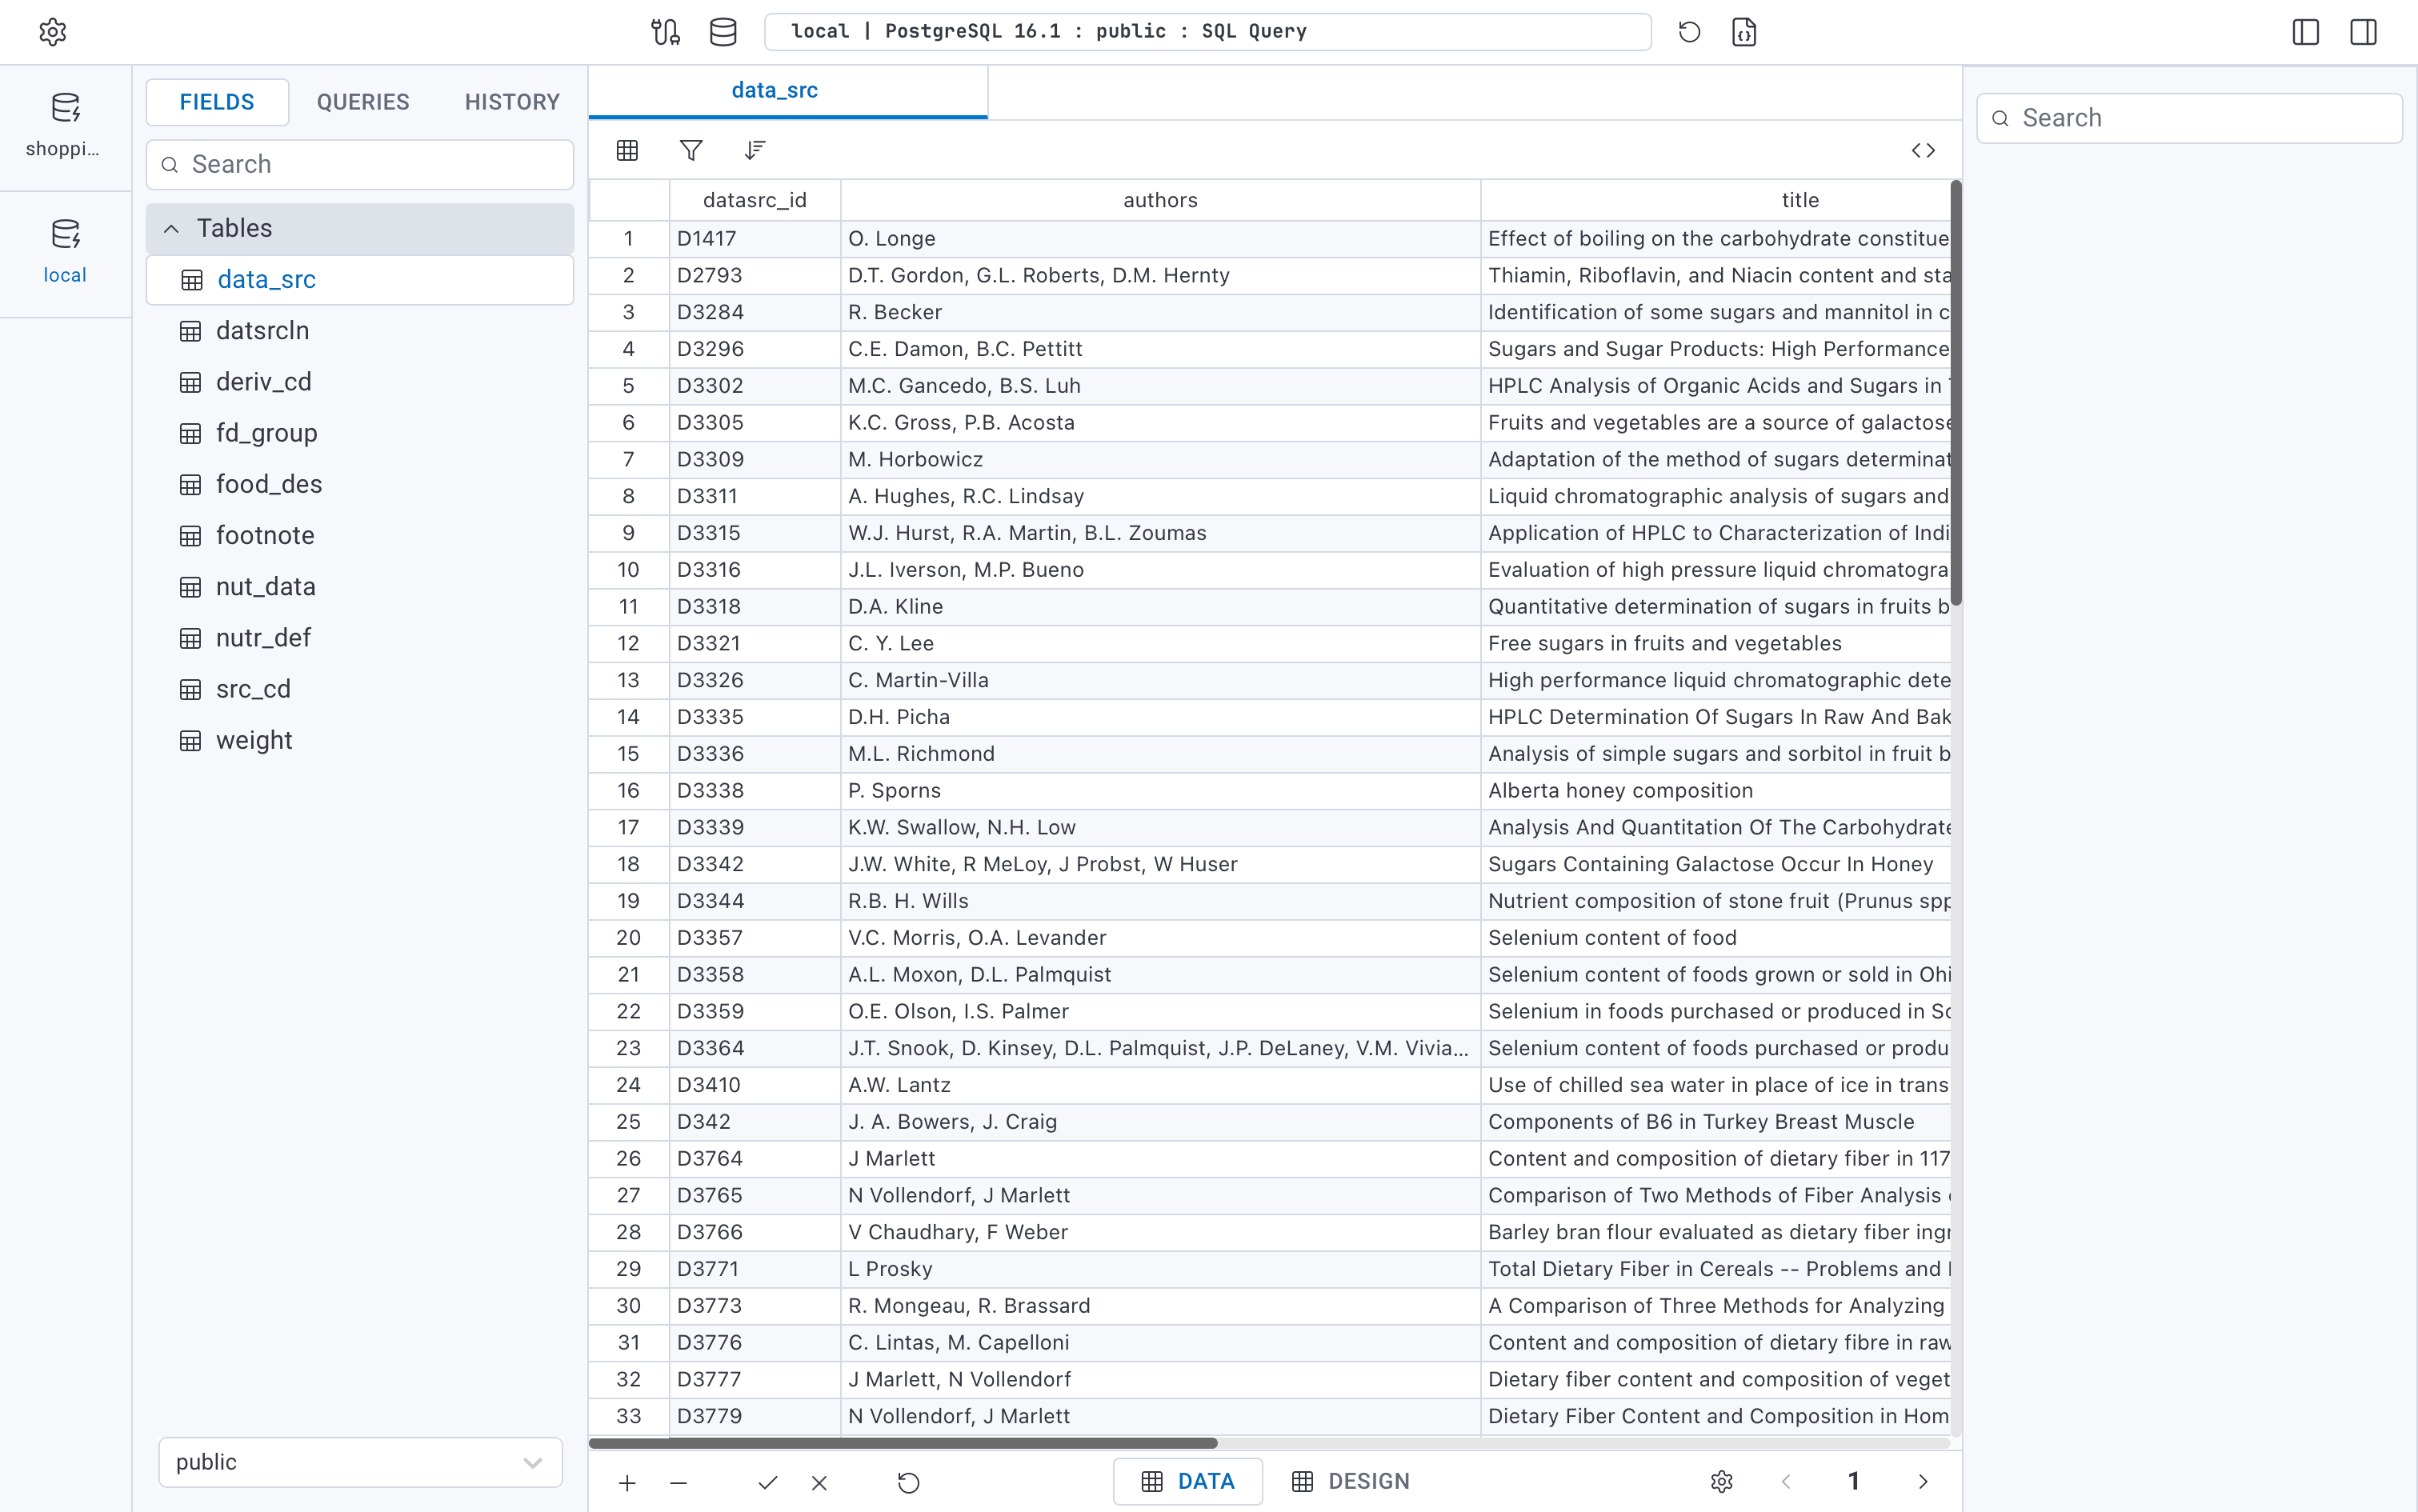 local | PostgreSQL 16.1 : public : SQL Query
shoppi...
local
FIELDS QUERIES HISTORY
Search
Tables
data_src
datsrcln
deriv_cd
fd_group
food_des
footnote
nut_data
nutr_def
src_cd
weight
public
data_src
datasrc_id authors title
1 D1417 O. Longe Effect of boiling on the carbohydrate constitue
2 D2793 D.T. Gordon, G.L. Roberts, D.M. Hernty Thiamin, Riboflavin, and Niacin content and sta
3 D3284 R. Becker Identification of some sugars and mannitol in c
4 D3296 C.E. Damon, B.C. Pettitt Sugars and Sugar Products: High Performance
5 D3302 M.C. Gancedo, B.S. Luh HPLC Analysis of Organic Acids and Sugars in
6 D3305 K.C. Gross, P.B. Acosta Fruits and vegetables are a source of galactose
7 D3309 M. Horbowicz Adaptation of the method of sugars determinat
8 D3311 A. Hughes, R.C. Lindsay Liquid chromatographic analysis of sugars and
9 D3315 W.J. Hurst, R.A. Martin, B.L. Zoumas Application of HPLC to Characterization of Indi
10 D3316 J.L. Iverson, M.P. Bueno Evaluation of high pressure liquid chromatogra
11 D3318 D.A. Kline Quantitative determination of sugars in fruits b
12 D3321 C. Y. Lee Free sugars in fruits and vegetables
13 D3326 C. Martin-Villa High performance liquid chromatographic dete
14 D3335 D.H. Picha HPLC Determination Of Sugars In Raw And Bak
15 D3336 M.L. Richmond Analysis of simple sugars and sorbitol in fruit b
16 D3338 P. Sporns Alberta honey composition
17 D3339 K.W. Swallow, N.H. Low Analysis And Quantitation Of The Carbohydrate
18 D3342 J.W. White, R MeLoy, J Probst, W Huser Sugars Containing Galactose Occur In Honey
19 D3344 R.B. H. Wills Nutrient composition of stone fruit (Prunus spp
20 D3357 V.C. Morris, O.A. Levander Selenium content of food
21 D3358 A.L. Moxon, D.L. Palmquist Selenium content of foods grown or sold in Ohi
22 D3359 O.E. Olson, I.S. Palmer Selenium in foods purchased or produced in So
23 D3364 J.T. Snook, D. Kinsey, D.L. Palmquist, J.P. DeLaney, V.M. Vivia... Selenium content of foods purchased or produ
24 D3410 A.W. Lantz Use of chilled sea water in place of ice in trans
25 D342 J. A. Bowers, J. Craig Components of B6 in Turkey Breast Muscle
26 D3764 J Marlett Content and composition of dietary fiber in 117
27 D3765 N Vollendorf, J Marlett Comparison of Two Methods of Fiber Analysis
28 D3766 V Chaudhary, F Weber Barley bran flour evaluated as dietary fiber ingr
29 D3771 L Prosky Total Dietary Fiber in Cereals -- Problems and
30 D3773 R. Mongeau, R. Brassard A Comparison of Three Methods for Analyzing
31 D3776 C. Lintas, M. Capelloni Content and composition of dietary fibre in raw
32 D3777 J Marlett, N Vollendorf Dietary fiber content and composition of veget
33 D3779 N Vollendorf, J Marlett Dietary Fiber Content and Composition in Hom
DATA DESIGN 1
Search